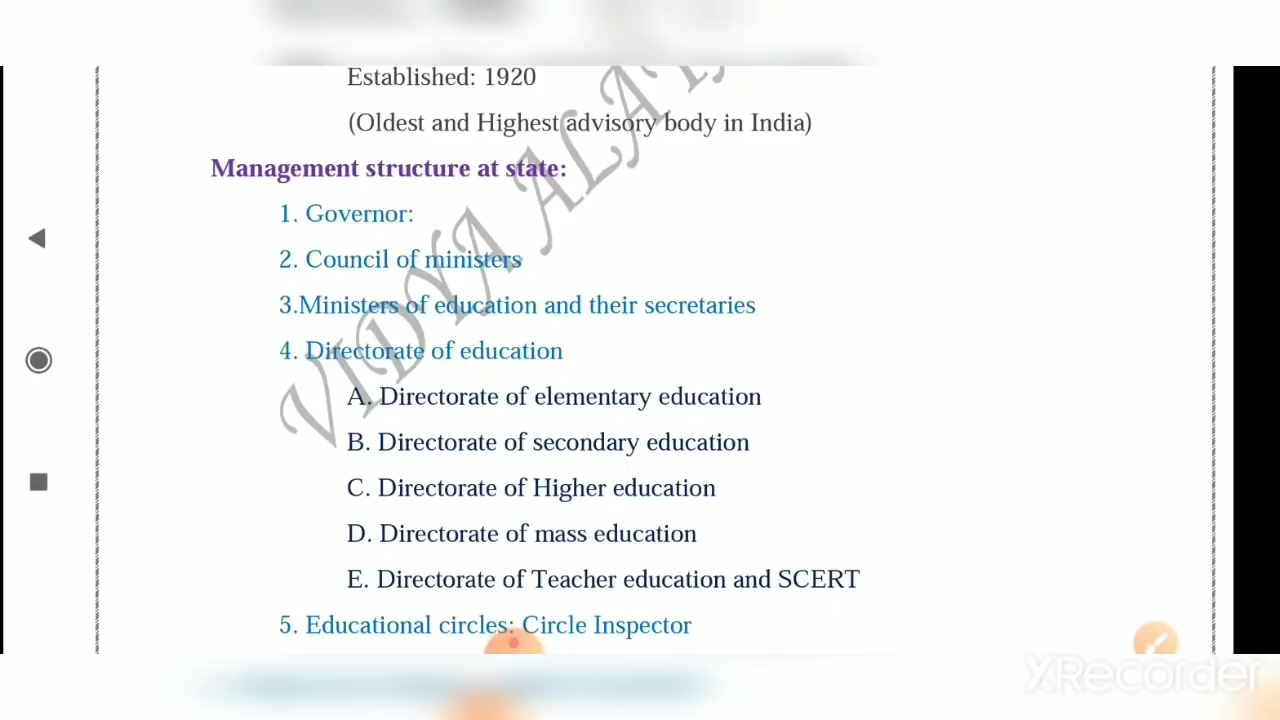 Established: 1920
(Oldest and Highest advisory body in India)
Management structure at state:
1. Governor:
2. Council of ministers
3.Ministers of education and their secretaries
4. Directorate of education
A. Directorate of elementary education
B. Directorate of secondary education
C. Directorate of Higher education
D. Directorate of mass education
E. Directorate of Teacher education and SCERT
5. Educational circles: Circle Inspector
VIDYA
XRecorder